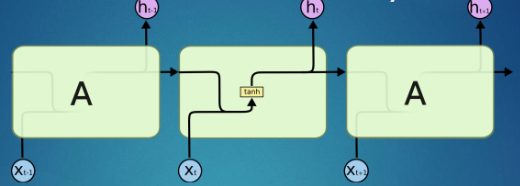 hₜ₋₁ hₜ hₜ₊₁
A tanh A
xₜ₋₁ xₜ xₜ₊₁